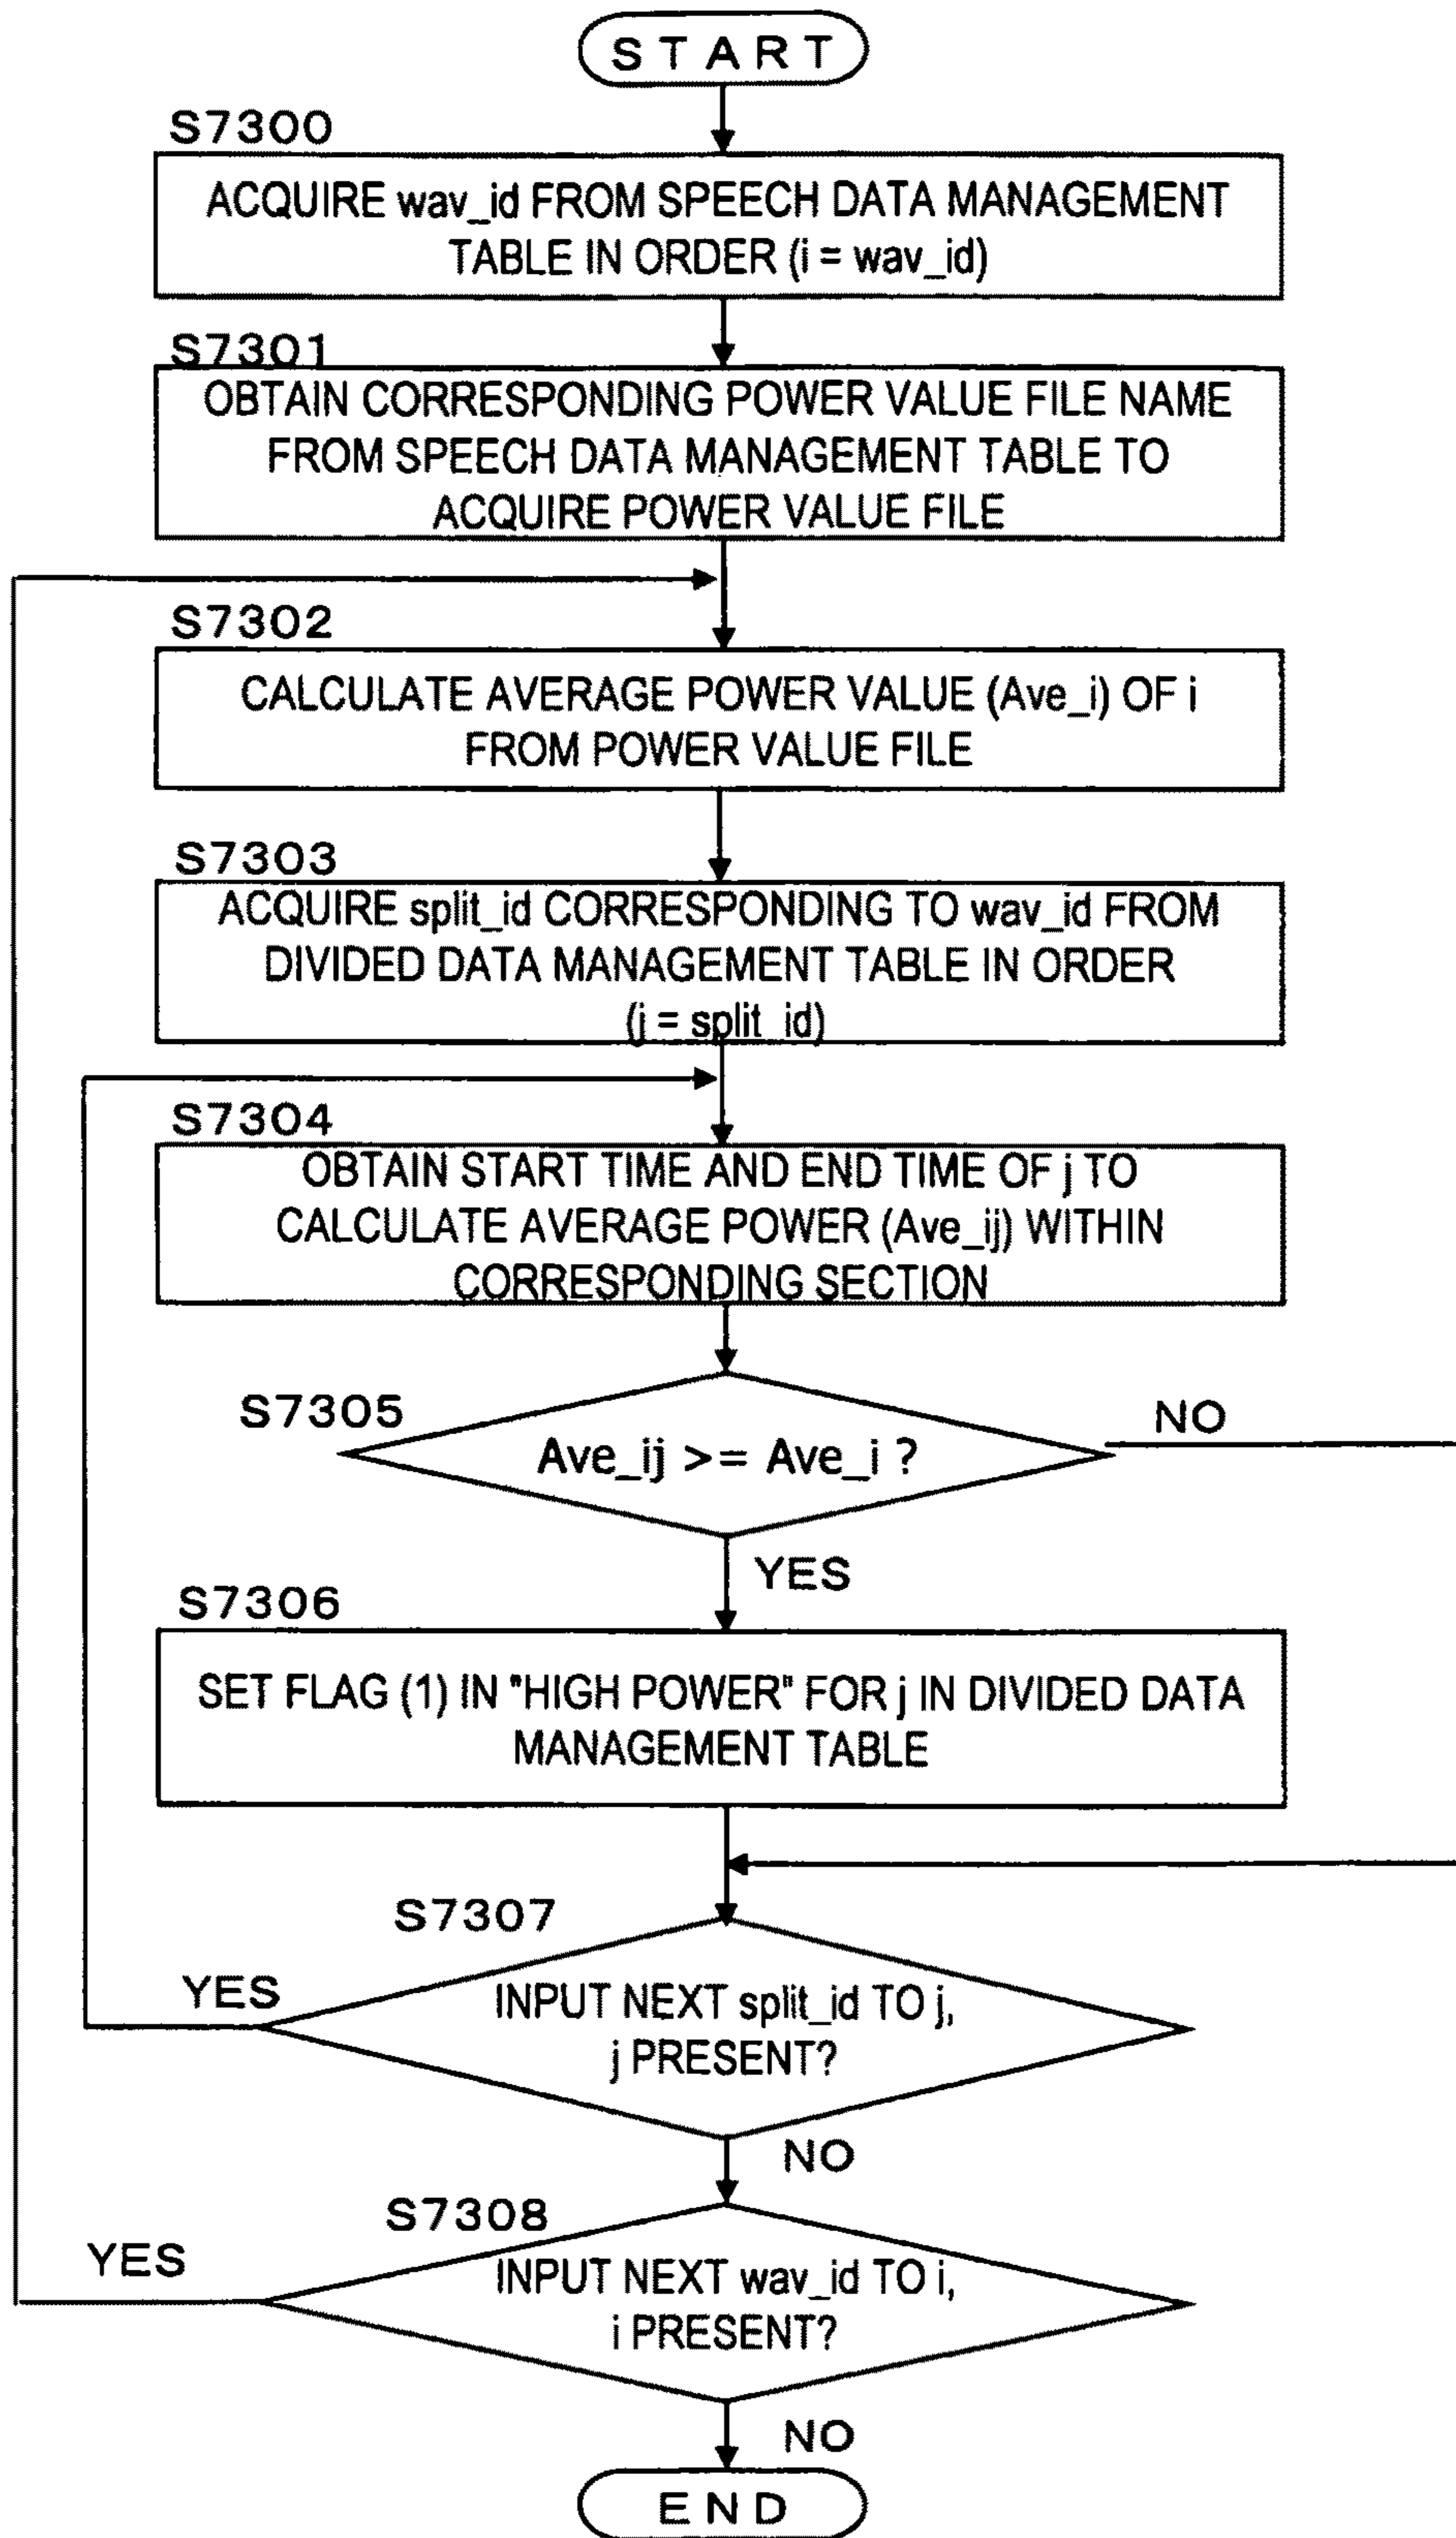 START
S7300
ACQUIRE wav_id FROM SPEECH DATA MANAGEMENT
TABLE IN ORDER (i = wav_id)
S7301
OBTAIN CORRESPONDING POWER VALUE FILE NAME
FROM SPEECH DATA MANAGEMENT TABLE TO
ACQUIRE POWER VALUE FILE
S7302
CALCULATE AVERAGE POWER VALUE (Ave_i) OF i
FROM POWER VALUE FILE
S7303
ACQUIRE split_id CORRESPONDING TO wav_id FROM
DIVIDED DATA MANAGEMENT TABLE IN ORDER
(j = split_id)
S7304
OBTAIN START TIME AND END TIME OF j TO
CALCULATE AVERAGE POWER (Ave_ij) WITHIN
CORRESPONDING SECTION
S7305
NO
Ave_ij >= Ave_i ?
YES
S7306
SET FLAG (1) IN "HIGH POWER" FOR j IN DIVIDED DATA
MANAGEMENT TABLE
S7307
YES
INPUT NEXT split_id TO j,
j PRESENT?
NO
S7308
YES
INPUT NEXT wav_id TO i,
i PRESENT?
NO
END